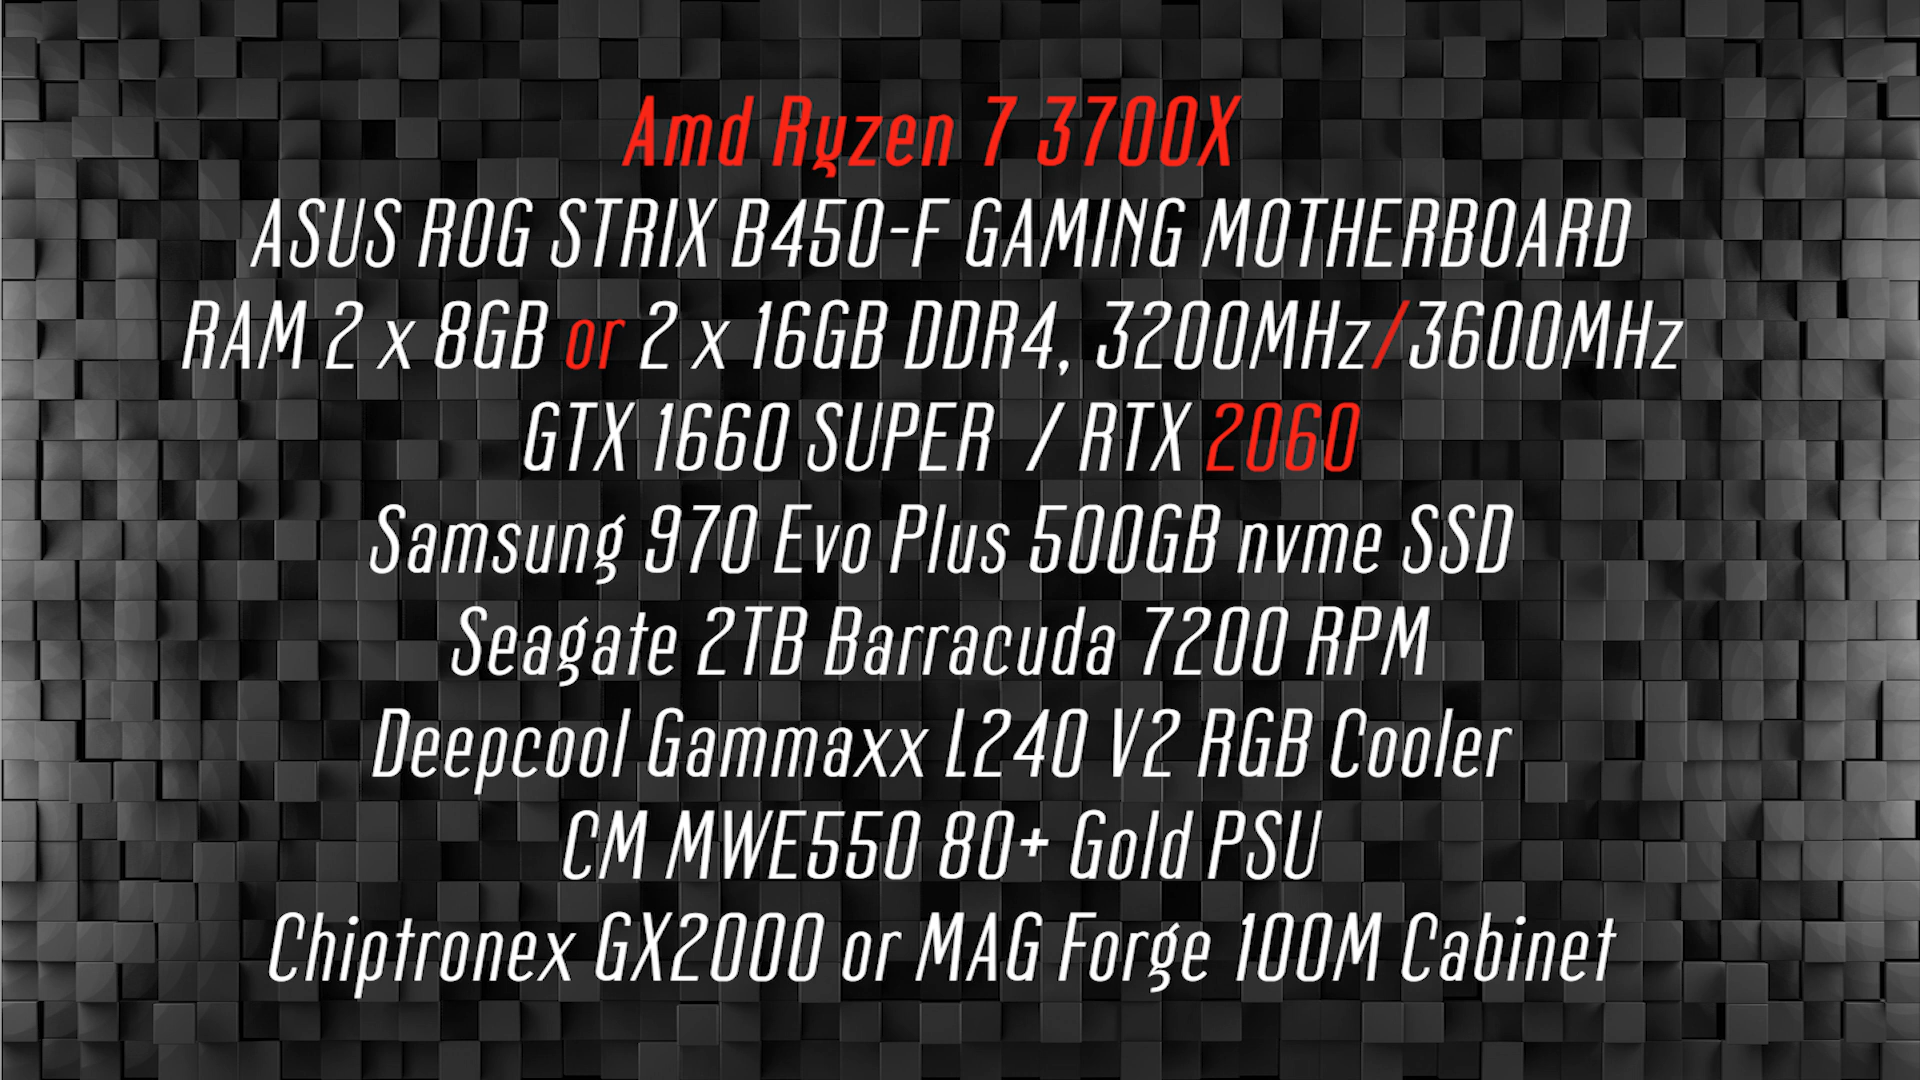 Amd Ryzen 7 3700X
ASUS ROG STRIX B450-F GAMING MOTHERBOARD
RAM 2 x 8GB or 2 x 16GB DDR4, 3200MHz/3600MHz
GTX 1660 SUPER / RTX 2060
Samsung 970 Evo Plus 500GB nvme SSD
Seagate 2TB Barracuda 7200 RPM
Deepcool Gammaxx L240 V2 RGB Cooler
CM MWE550 80+ Gold PSU
Chiptronex GX2000 or MAG Forge 100M Cabinet